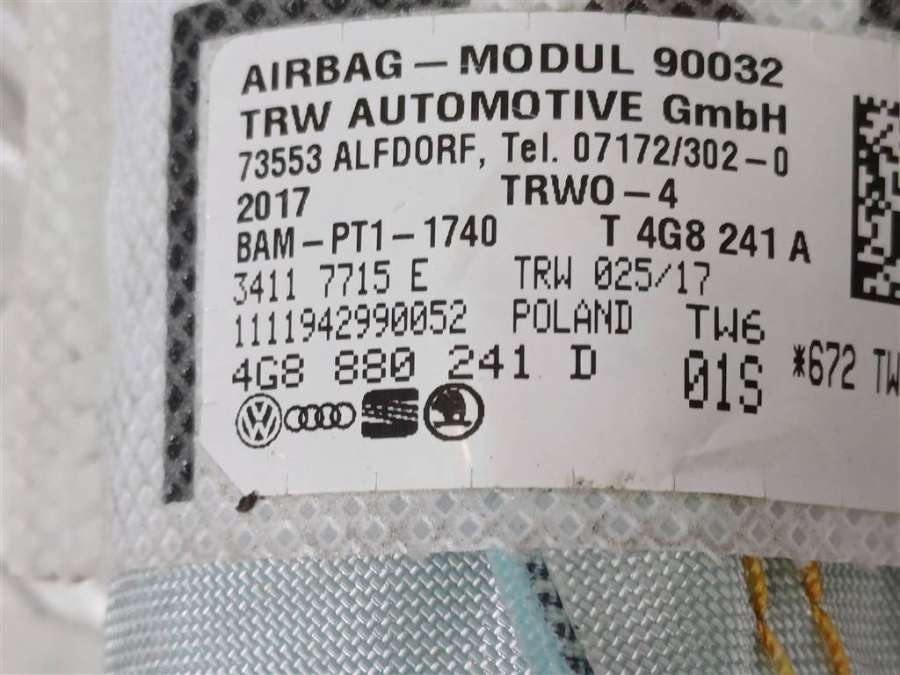 AIRBAG – MODUL 90032
TRW AUTOMOTIVE GmbH
73553 ALFDORF, Tel. 07172/302-0
2017 TRWO-4
BAM-PT1-1740 T 4G8 241 A
3411 7715 E TRW 025/17
1111942990052 POLAND TW6
4G8 880 241 D 01S *672 TW